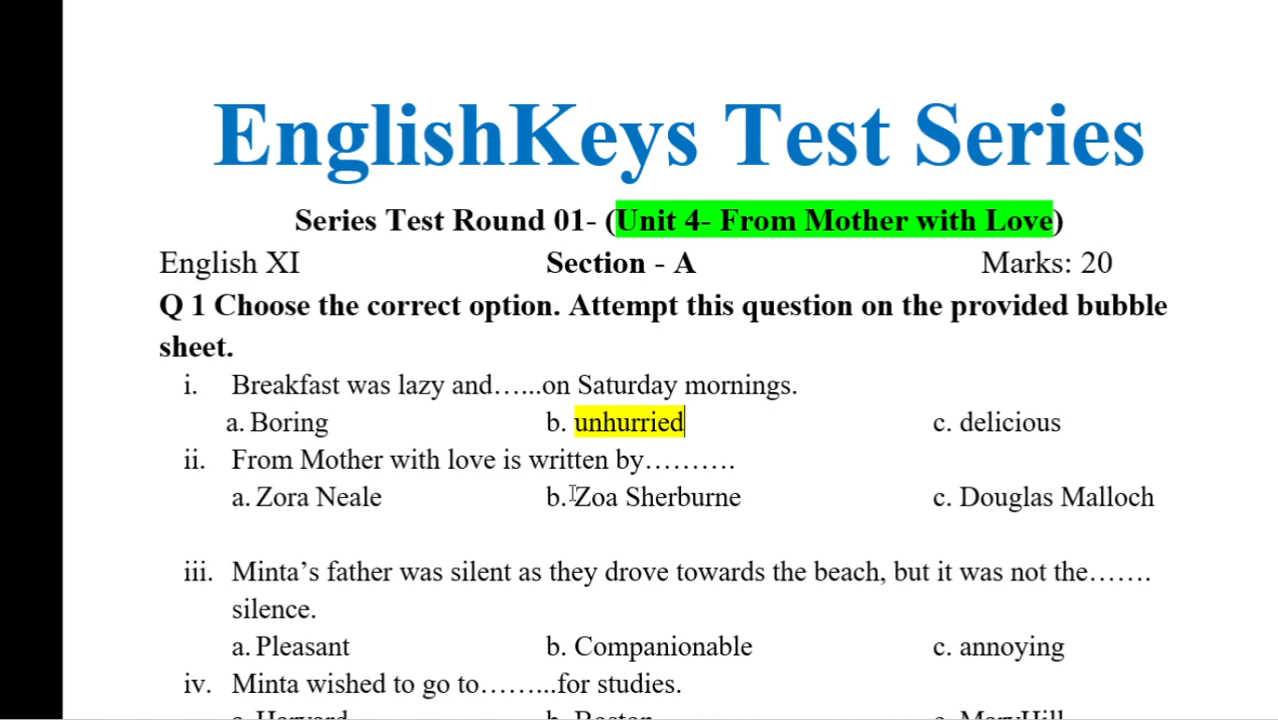 EnglishKeys Test Series
Series Test Round 01- (Unit 4- From Mother with Love)
English XI Section - A Marks: 20
Q 1 Choose the correct option. Attempt this question on the provided bubble
sheet.
i. Breakfast was lazy and…...on Saturday mornings.
a. Boring b. unhurried c. delicious
ii. From Mother with love is written by……….
a. Zora Neale b. Zoa Sherburne c. Douglas Malloch
iii. Minta’s father was silent as they drove towards the beach, but it was not the…….
silence.
a. Pleasant b. Companionable c. annoying
iv. Minta wished to go to……...for studies.
a. Harvard b. Boston c. MaryHill